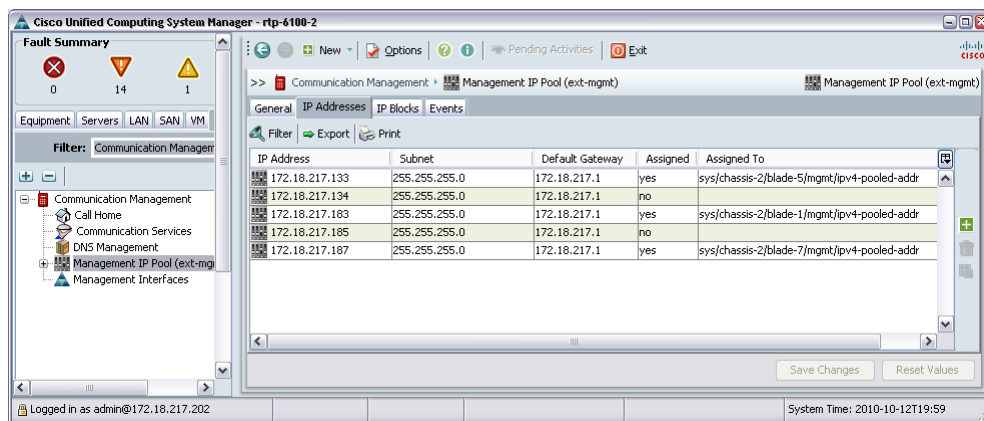 Cisco Unified Computing System Manager - rtp-6100-2
Fault Summary
0 14 1
New Options Pending Activities Exit
CISCO
>> Communication Management Management IP Pool (ext-mgmt) Management IP Pool (ext-mgmt)
Equipment Servers LAN SAN VM
Filter: Communication Managem
Communication Management
Call Home
Communication Services
DNS Management
Management IP Pool (ext-mg
Management Interfaces
General IP Addresses IP Blocks Events
Filter Export Print
IP Address Subnet Default Gateway Assigned Assigned To
172.18.217.133 255.255.255.0 172.18.217.1 yes sys/chassis-2/blade-5/mgmt/ipv4-pooled-addr
172.18.217.134 255.255.255.0 172.18.217.1 no
172.18.217.183 255.255.255.0 172.18.217.1 yes sys/chassis-2/blade-1/mgmt/ipv4-pooled-addr
172.18.217.185 255.255.255.0 172.18.217.1 no
172.18.217.187 255.255.255.0 172.18.217.1 yes sys/chassis-2/blade-7/mgmt/ipv4-pooled-addr
Save Changes Reset Values
Logged in as admin@172.18.217.202 System Time: 2010-10-12T19:59